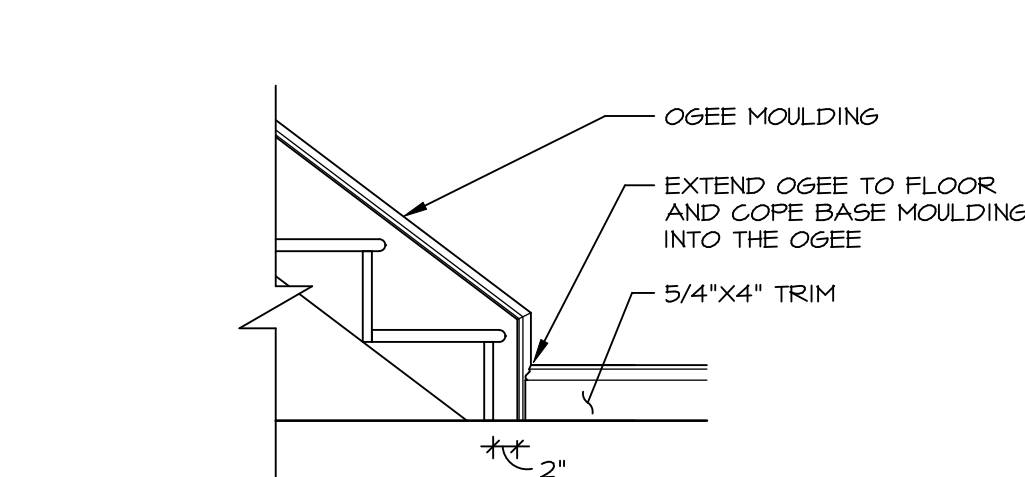 OGEE MOULDING
EXTEND OGEE TO FLOOR
AND COPE BASE MOULDING
INTO THE OGEE
5/4"X4" TRIM
2"